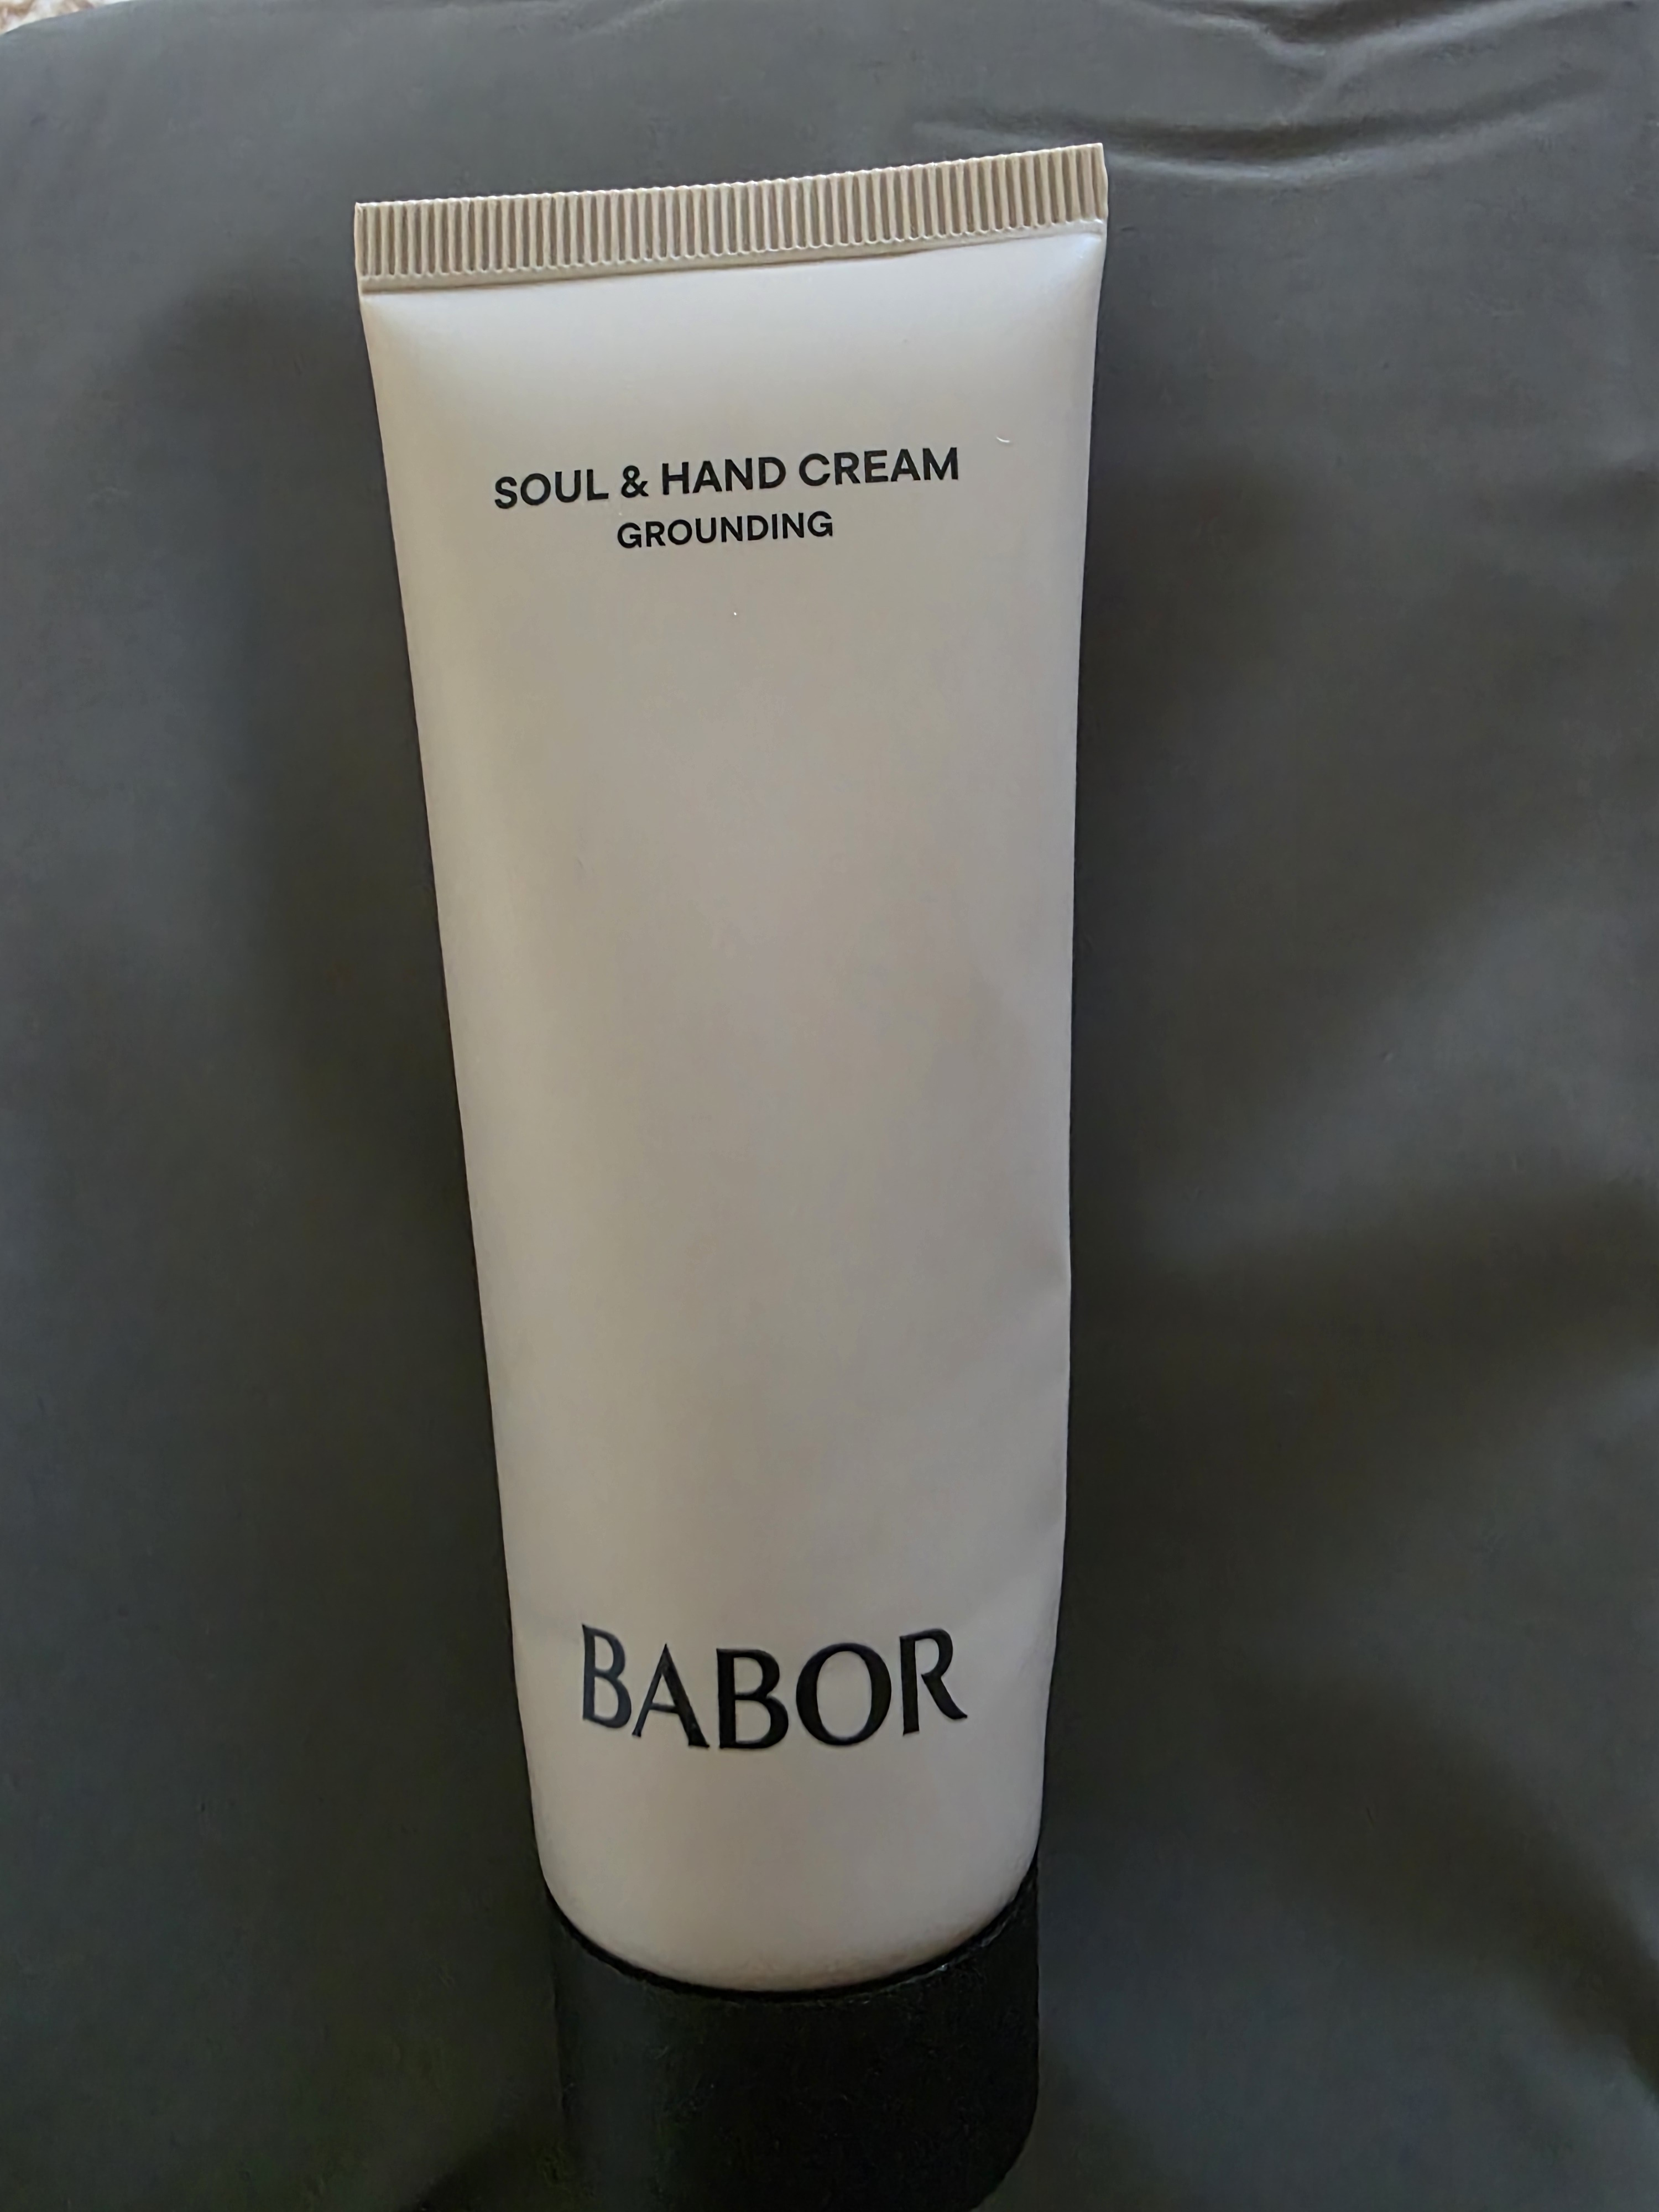 SOUL & HAND CREAM
GROUNDING
BABOR